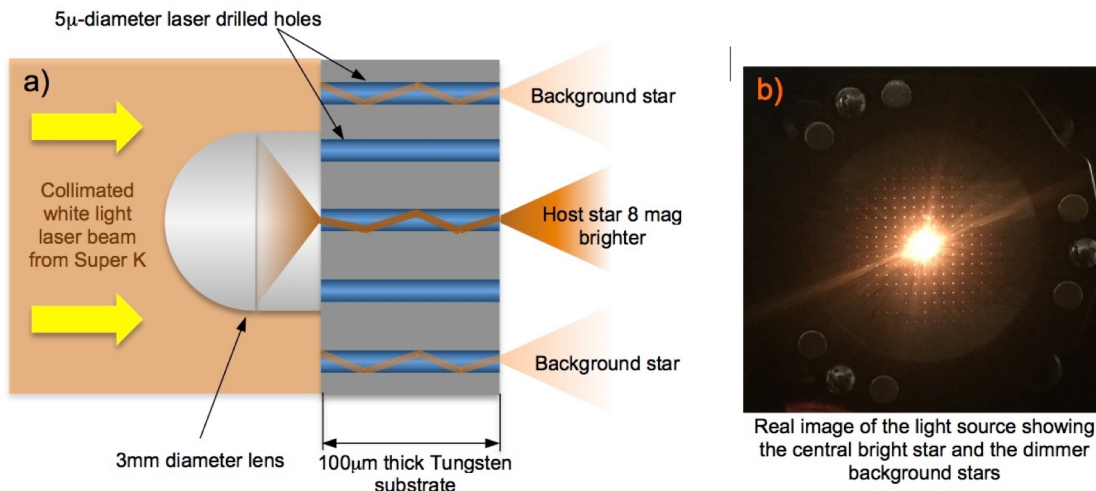 5μ-diameter laser drilled holes
a)
Collimated
white light
laser beam
from Super K
Background star
Host star 8 mag
brighter
Background star
3mm diameter lens
100μm thick Tungsten
substrate
b)
Real image of the light source showing
the central bright star and the dimmer
background stars